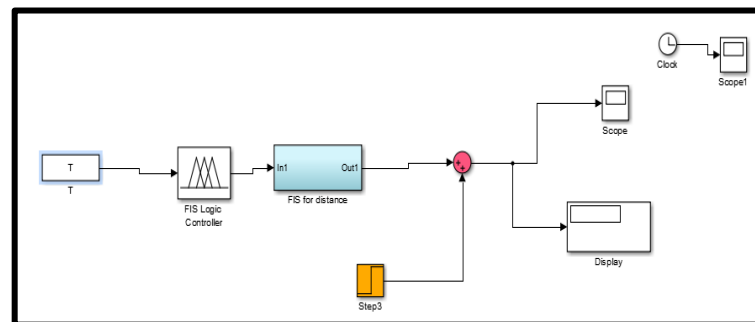 Clock
Scope1
Scope
T
T
FIS Logic
Controller
In1
Out1
FIS for distance
Step3
Display